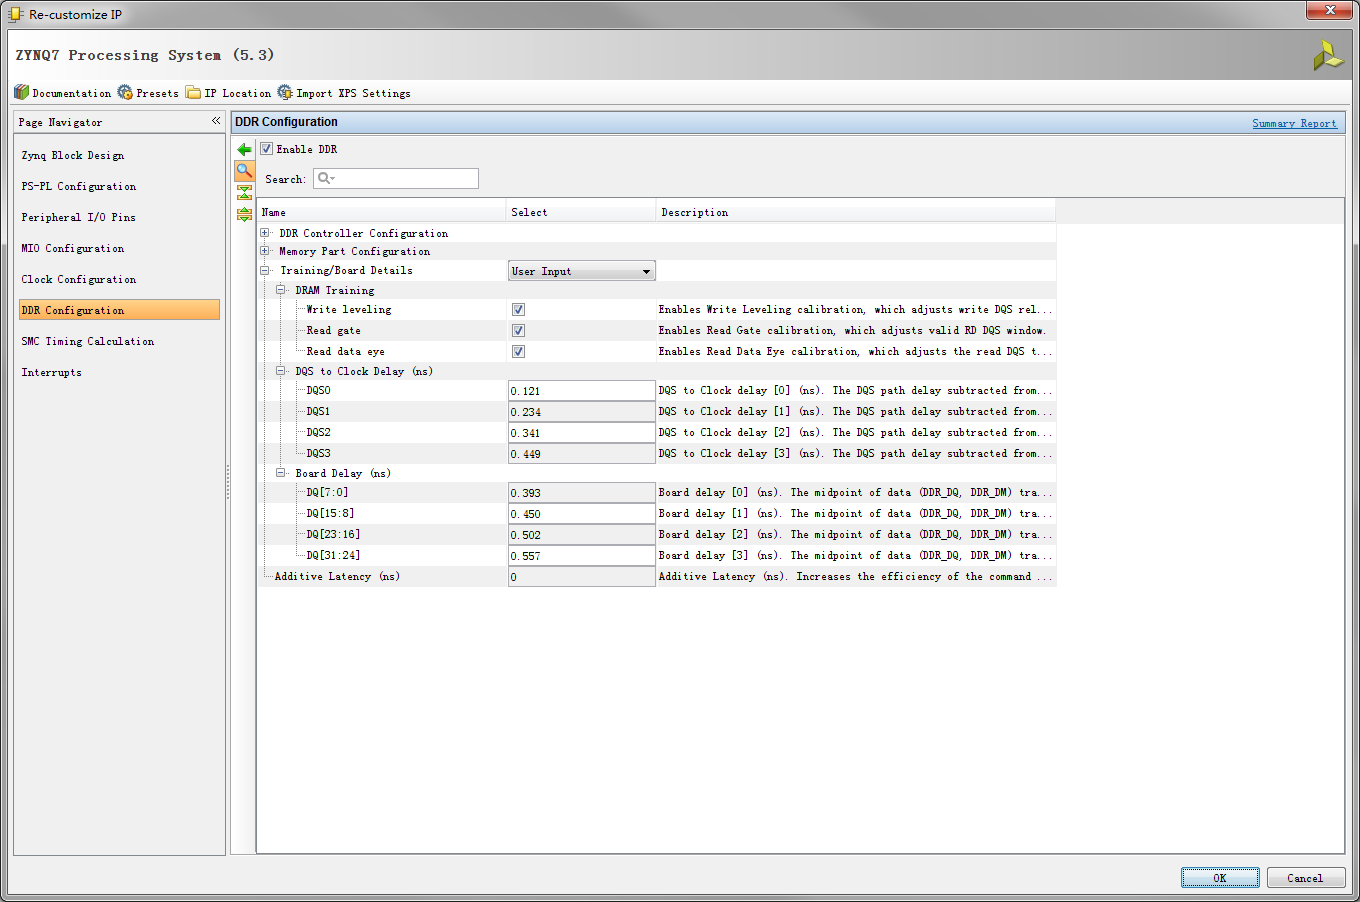 Re-customize IP
ZYNQ7 Processing System (5.3)
Documentation Presets IP Location Import XPS Settings
Page Navigator
Zynq Block Design
PS-PL Configuration
Peripheral I/O Pins
MIO Configuration
Clock Configuration
DDR Configuration
SMC Timing Calculation
Interrupts
DDR Configuration Summary Report
Enable DDR
Search:
Name Select Description
DDR Controller Configuration
Memory Part Configuration
Training/Board Details User Input
DRAM Training
Write leveling Enables Write Leveling calibration, which adjusts write DQS rel...
Read gate Enables Read Gate calibration, which adjusts valid RD DQS window.
Read data eye Enables Read Data Eye calibration, which adjusts the read DQS t...
DQS to Clock Delay (ns)
DQS0 0.121 DQS to Clock delay [0] (ns). The DQS path delay subtracted from...
DQS1 0.234 DQS to Clock delay [1] (ns). The DQS path delay subtracted from...
DQS2 0.341 DQS to Clock delay [2] (ns). The DQS path delay subtracted from...
DQS3 0.449 DQS to Clock delay [3] (ns). The DQS path delay subtracted from...
Board Delay (ns)
DQ[7:0] 0.393 Board delay [0] (ns). The midpoint of data (DDR_DQ, DDR_DM) tra...
DQ[15:8] 0.450 Board delay [1] (ns). The midpoint of data (DDR_DQ, DDR_DM) tra...
DQ[23:16] 0.502 Board delay [2] (ns). The midpoint of data (DDR_DQ, DDR_DM) tra...
DQ[31:24] 0.557 Board delay [3] (ns). The midpoint of data (DDR_DQ, DDR_DM) tra...
Additive Latency (ns) 0 Additive Latency (ns). Increases the efficiency of the command ...
OK Cancel